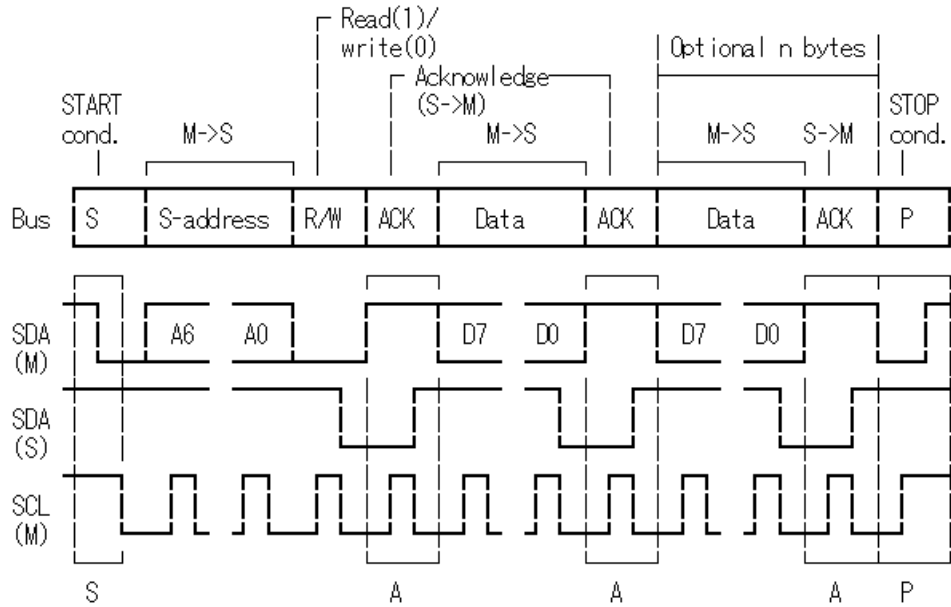 Read(1)/
write(0)
Optional n bytes
Acknowledge
(S->M)
START
cond.
M->S
M->S
M->S
S->M
STOP
cond.
Bus
S
S-address
R/W
ACK
Data
ACK
Data
ACK
P
SDA
(M)
A6
A0
D7
D0
D7
D0
SDA
(S)
SCL
(M)
S
A
A
A
P